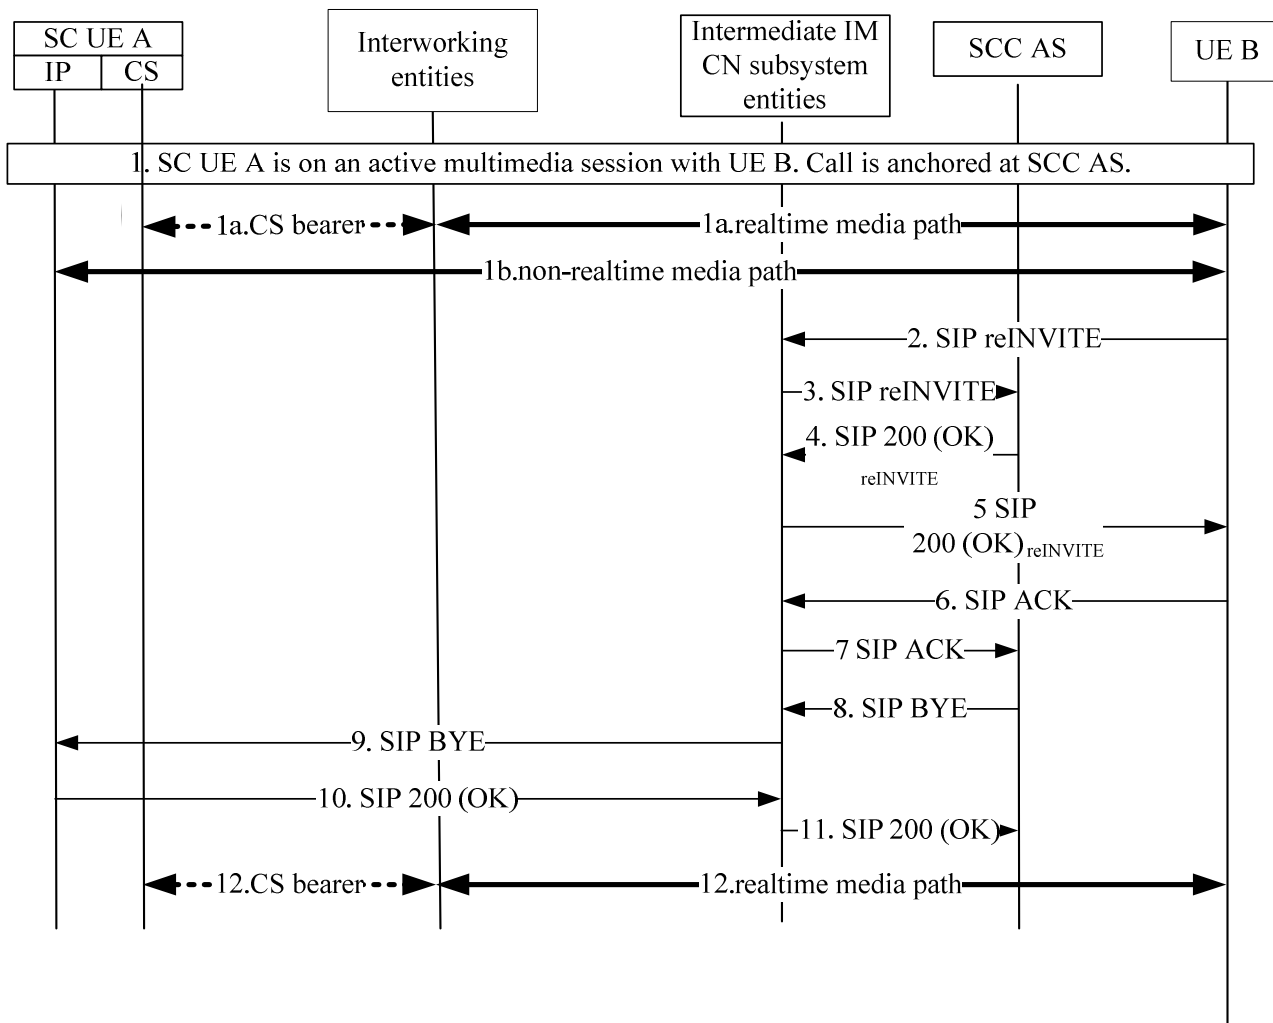 SC UE A
IP
CS
Interworking
entities
Intermediate IM
CN subsystem
entities
SCC AS
UE B
1. SC UE A is on an active multimedia session with UE B. Call is anchored at SCC AS.
1a.CS bearer
1a.realtime media path
1b.non-realtime media path
2. SIP reINVITE
3. SIP reINVITE
4. SIP 200 (OK)
reINVITE
5 SIP
200 (OK) reINVITE
6. SIP ACK
7 SIP ACK
8. SIP BYE
9. SIP BYE
10. SIP 200 (OK)
11. SIP 200 (OK)
12.CS bearer
12.realtime media path